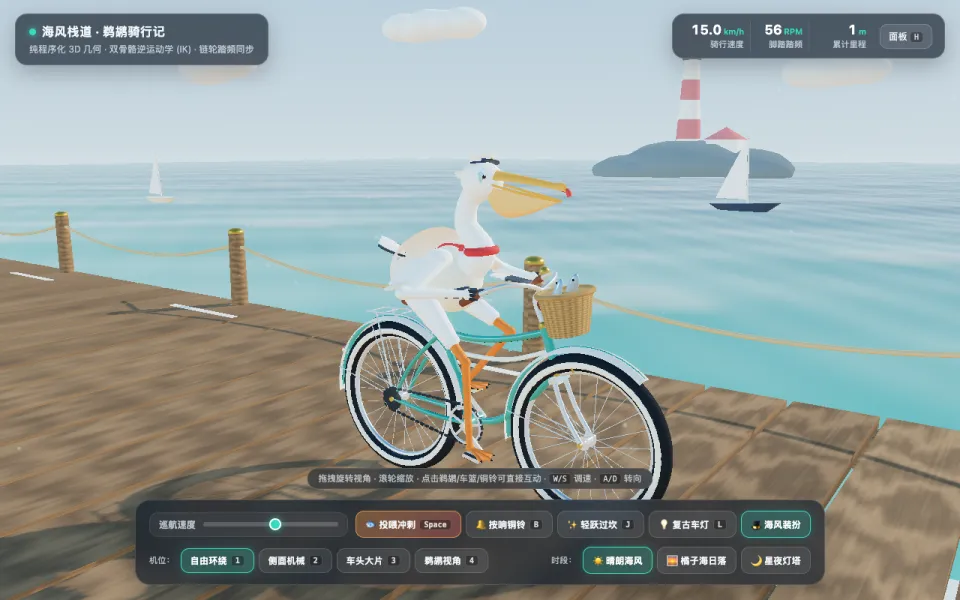 海风栈道 · 鹈鹕骑行记
纯程序化 3D 几何 · 双骨骼逆运动学 (IK) · 链轮踏频同步
15.0 km/h
骑行速度
56 RPM
脚踏踏频
1 m
累计里程
面板 H
拖拽旋转视角 · 滚轮缩放 · 点击鹈鹕/车篮/铜铃可直接互动 · W/S 调速 · A/D 转向
巡航速度
投喂冲刺 Space
按响铜铃 B
轻跃过坎 J
复古车灯 L
海风装扮
机位:
自由环绕 1
侧面机械 2
车头大片 3
鹈鹕视角 4
时段:
晴朗海风
橘子海日落
星夜灯塔